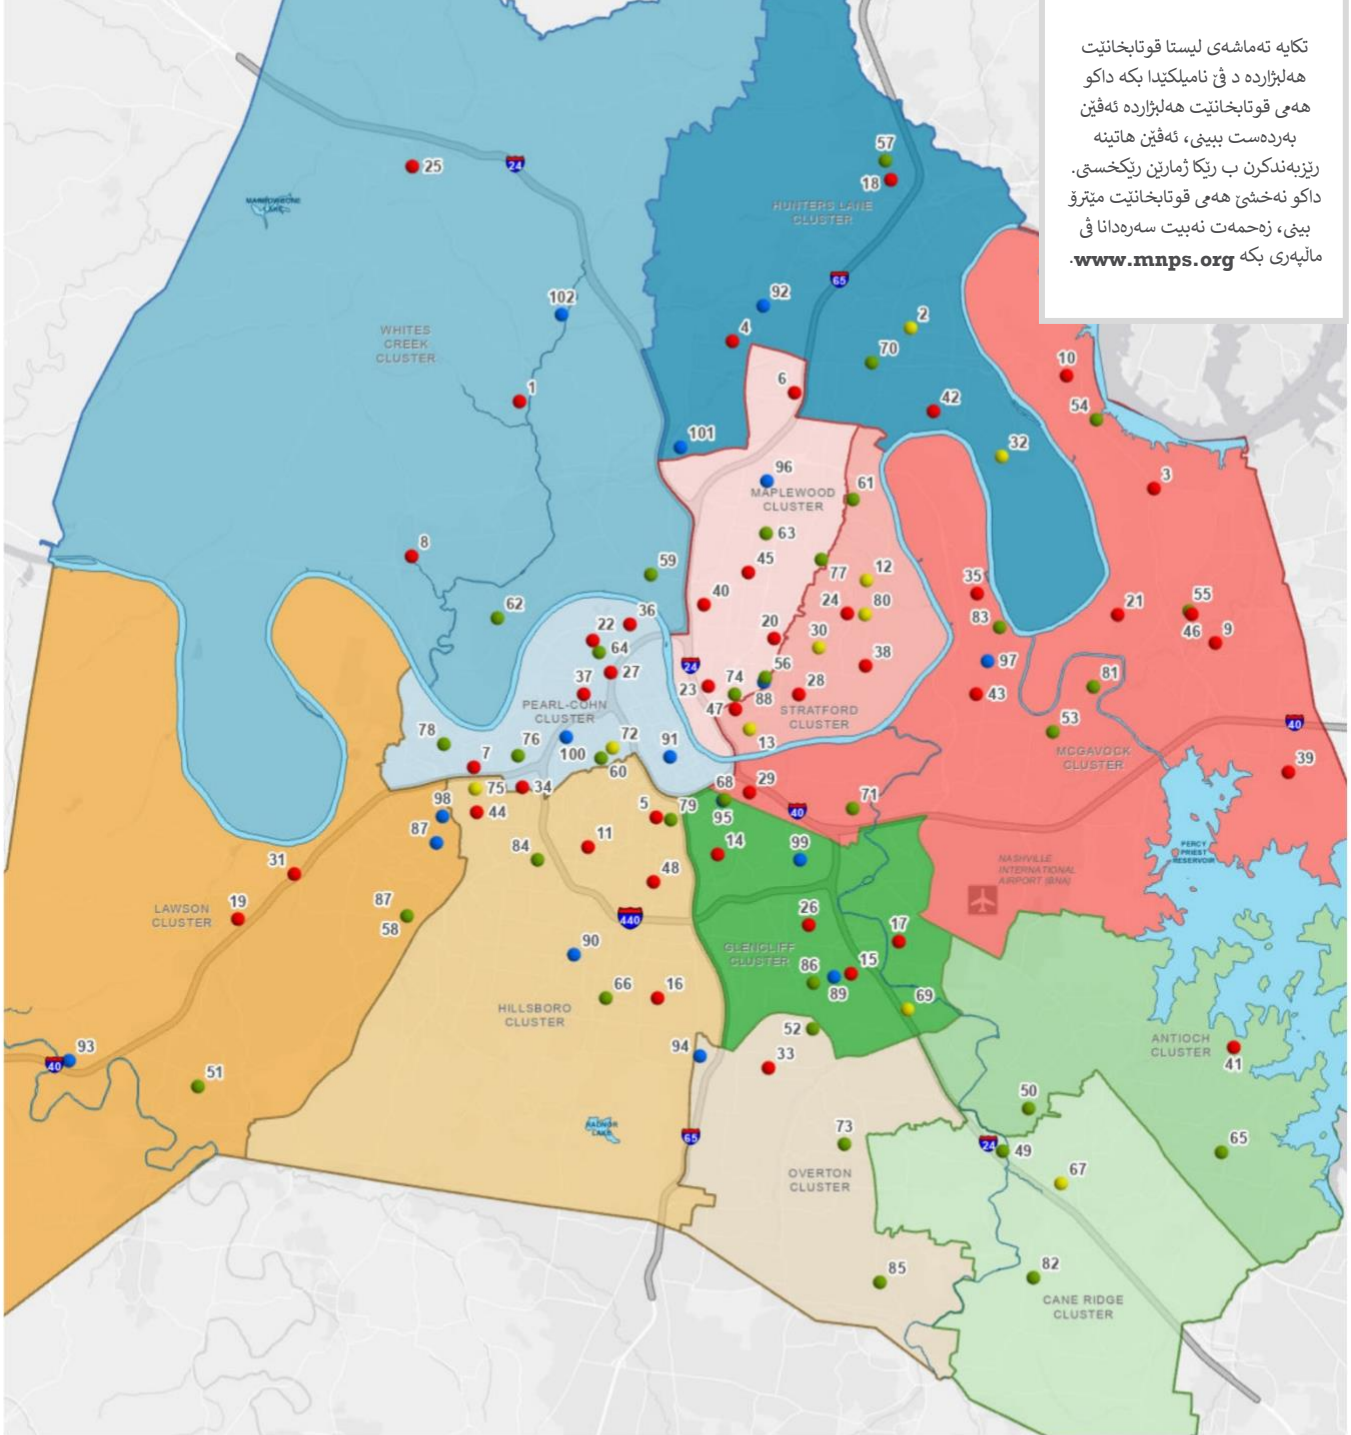 تکایە تەماشەی لیستا قوتابخانێت
هەلبژاردە د ڤێ نامیلکێدا بکە داکو
هەمی قوتابخانێت هەلبژاردە ئەڤێن
بەردەست ببینی، ئەڤێن هاتینە
رێزبەندکرن ب رێکا ژمارێن رێکخستی.
داکو نەخشێ هەمی قوتابخانێت مێترۆ
بینی، زەحمەت نەبیت سەرەدانا ڤی
مالپەری بکە www.mnps.org.
57
25
24
18
HUNTERS LANE
CLUSTER
65
92
102
2
4
WHITES
CREEK
CLUSTER
70
10
6
1
42
54
101
32
96
3
61
MAPLEWOOD
CLUSTER
63
8
45
77
12
59
35
40
24
80
55
21
62
36
22
20
30
83
46
9
64
38
24
56
27
97
74
81
37
23
28
43
88
PEARL-COHN
CLUSTER
47
STRATFORD
CLUSTER
53
40
78
76
100
72
91
13
MCGAVOCK
CLUSTER
7
60
39
75
34
68
29
98
5
79
40
71
44
95
87
11
84
14
99
PERCY
PRIEST
RESERVOIR
31
48
NASHVILLE
INTERNATIONAL
AIRPORT (BNA)
19
87
LAWSON
CLUSTER
58
440
26
17
90
GLENCLIFF
CLUSTER
86
15
66
16
89
69
HILLSBORO
CLUSTER
52
93
94
33
ANTIOCH
CLUSTER
40
41
51
50
RADNOR
LAKE
73
65
24
49
65
67
OVERTON
CLUSTER
85
82
CANE RIDGE
CLUSTER